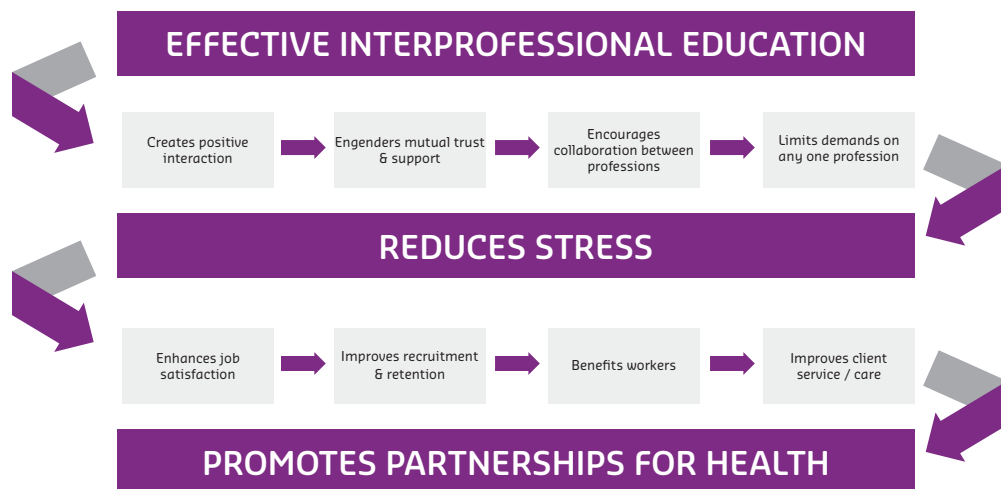 EFFECTIVE INTERPROFESSIONAL EDUCATION
Creates positive
interaction
Engenders mutual trust
& support
Encourages
collaboration between
professions
Limits demands on
any one profession
REDUCES STRESS
Enhances job
satisfaction
Improves recruitment
& retention
Benefits workers
Improves client
service / care
PROMOTES PARTNERSHIPS FOR HEALTH